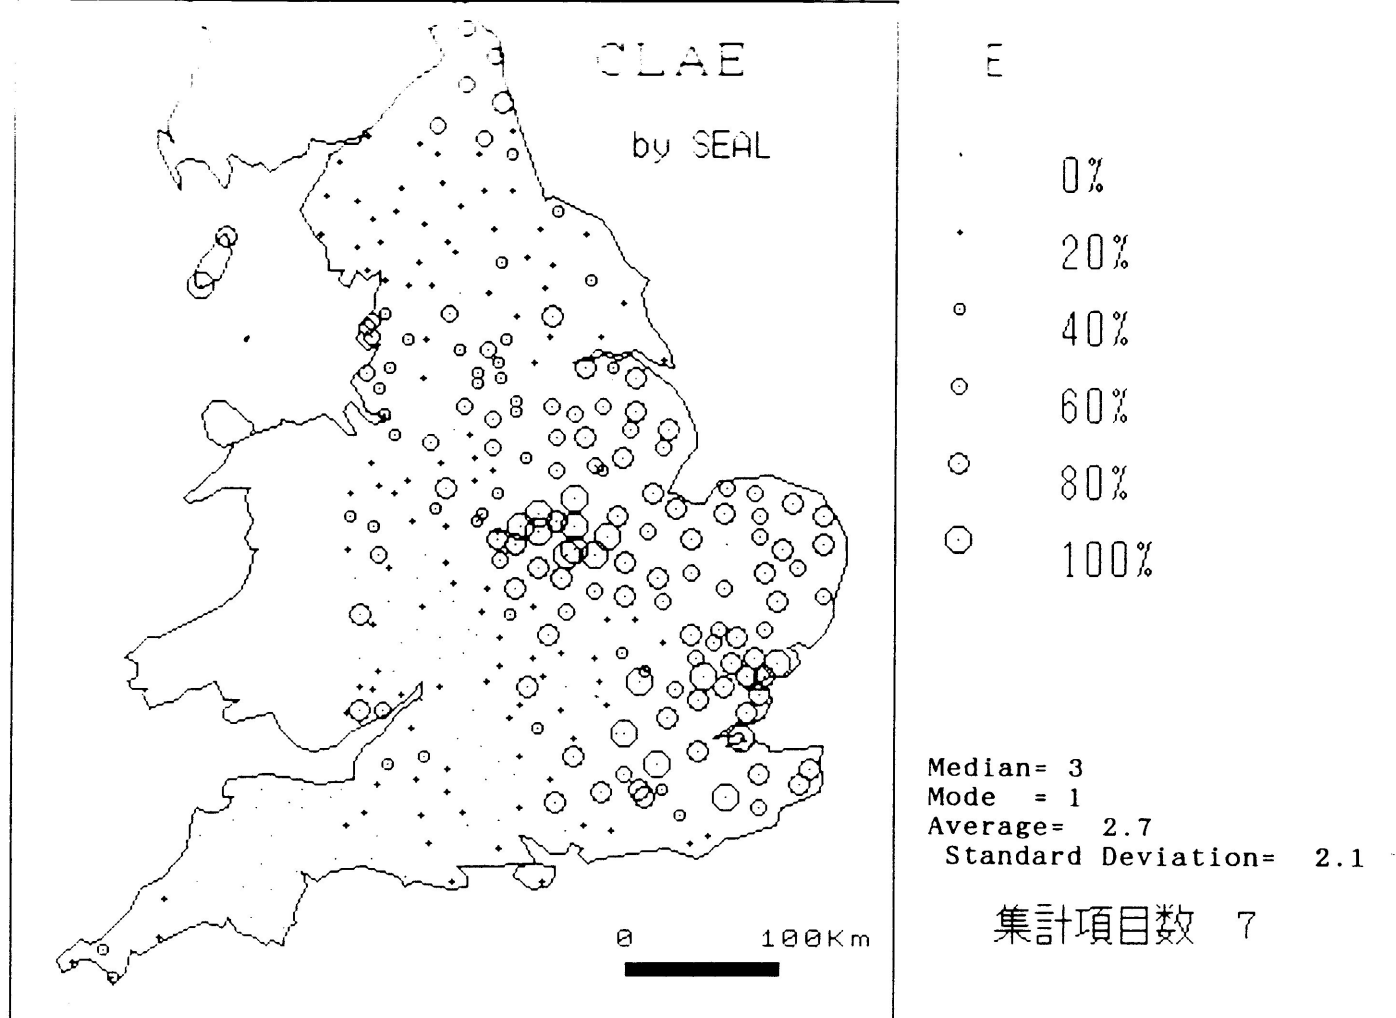 CLAE
by SEAL
0
100Km
E
0%
20%
40%
60%
80%
100%
Median= 3
Mode = 1
Average= 2.7
Standard Deviation= 2.1
集計項目数 7